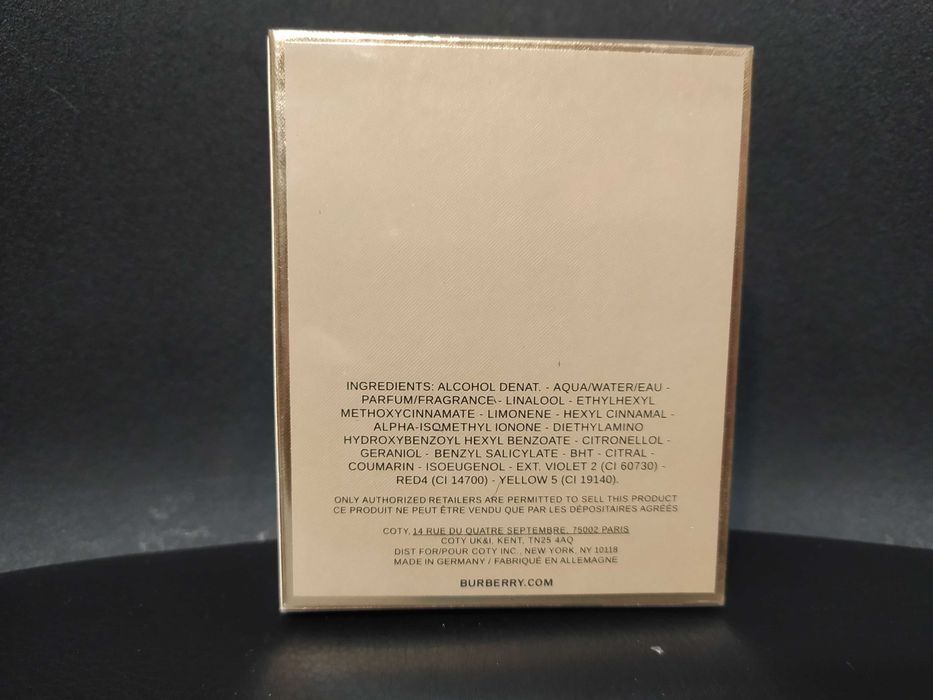 INGREDIENTS: ALCOHOL DENAT. - AQUA/WATER/EAU -
PARFUM/FRAGRANCE - LINALOOL - ETHYLHEXYL
METHOXYCINNAMATE - LIMONENE - HEXYL CINNAMAL -
ALPHA-ISOMETHYL IONONE - DIETHYLAMINO
HYDROXYBENZOYL HEXYL BENZOATE - CITRONELLOL -
GERANIOL - BENZYL SALICYLATE - BHT - CITRAL -
COUMARIN - ISOEUGENOL - EXT. VIOLET 2 (CI 60730) -
RED4 (CI 14700) - YELLOW 5 (CI 19140).
ONLY AUTHORIZED RETAILERS ARE PERMITTED TO SELL THIS PRODUCT
CE PRODUIT NE PEUT ÊTRE VENDU QUE PAR LES DÉPOSITAIRES AGRÉÉS
COTY, 14 RUE DU QUATRE SEPTEMBRE, 75002 PARIS
COTY UK&I, KENT, TN25 4AQ
DIST FOR/POUR COTY INC., NEW YORK, NY 10118
MADE IN GERMANY / FABRIQUÉ EN ALLEMAGNE
BURBERRY.COM